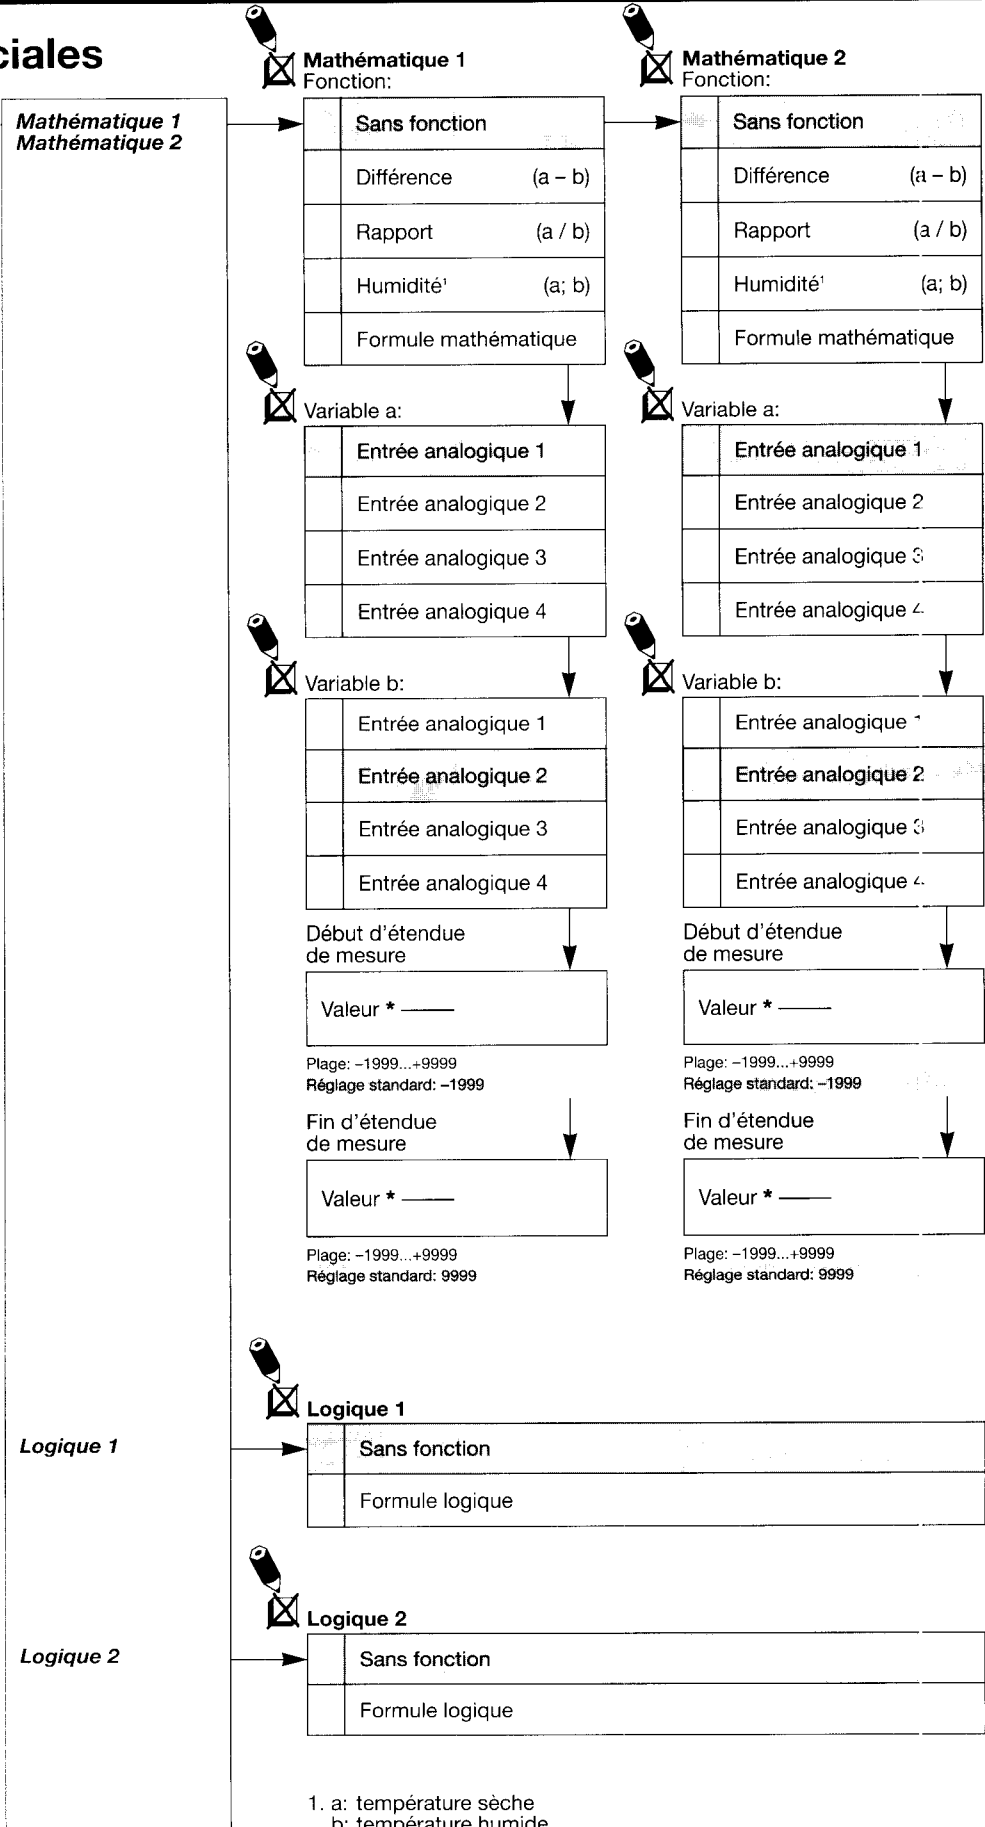 ciales
Mathématique 1
Mathématique 2
Mathématique 1
Fonction:
Sans fonction
Différence (a – b)
Rapport (a / b)
Humidité¹ (a; b)
Formule mathématique
Variable a:
Entrée analogique 1
Entrée analogique 2
Entrée analogique 3
Entrée analogique 4
Variable b:
Entrée analogique 1
Entrée analogique 2
Entrée analogique 3
Entrée analogique 4
Début d'étendue
de mesure
Valeur * ——
Plage: –1999...+9999
Réglage standard: –1999
Fin d'étendue
de mesure
Valeur * ——
Plage: –1999...+9999
Réglage standard: 9999
Mathématique 2
Fonction:
Sans fonction
Différence (a – b)
Rapport (a / b)
Humidité¹ (a; b)
Formule mathématique
Variable a:
Entrée analogique 1
Entrée analogique 2
Entrée analogique 3
Entrée analogique 4
Variable b:
Entrée analogique 1
Entrée analogique 2
Entrée analogique 3
Entrée analogique 4
Début d'étendue
de mesure
Valeur * ——
Plage: –1999...+9999
Réglage standard: –1999
Fin d'étendue
de mesure
Valeur * ——
Plage: –1999...+9999
Réglage standard: 9999
Logique 1
Logique 1
Sans fonction
Formule logique
Logique 2
Logique 2
Sans fonction
Formule logique
1. a: température sèche
b: température humide